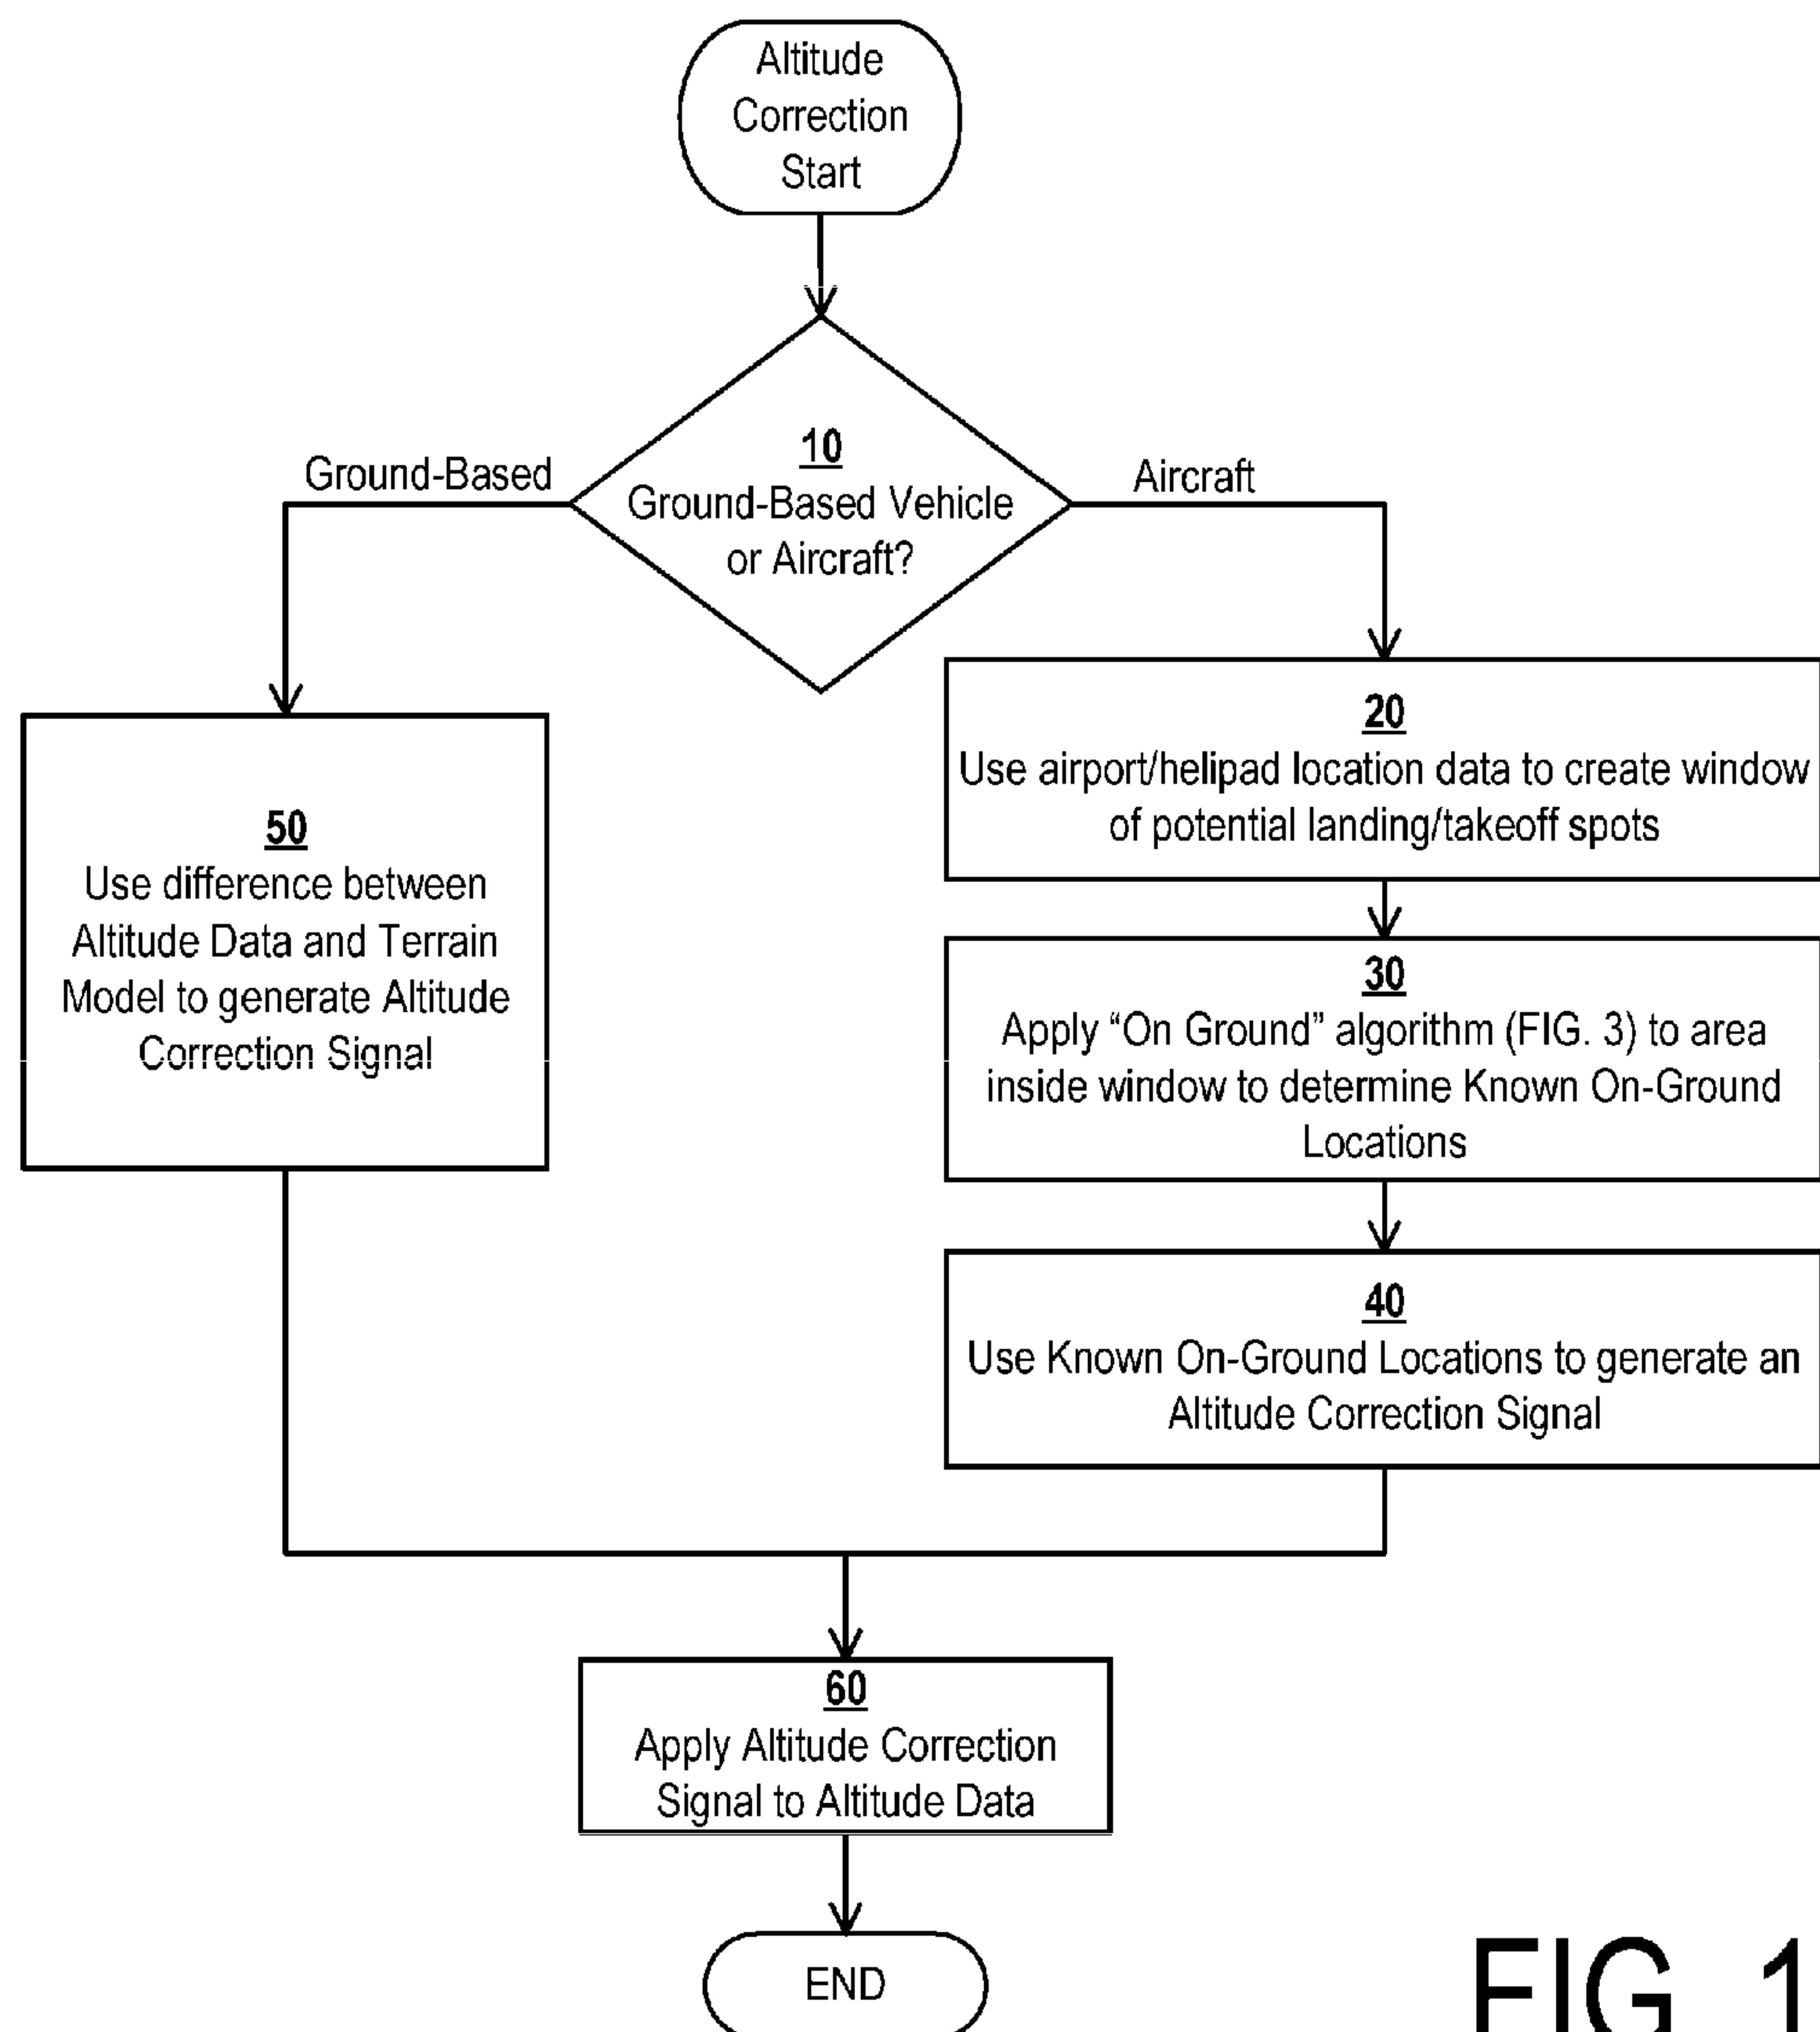 Altitude
Correction
Start
10
Ground-Based Vehicle
or Aircraft?
Ground-Based
Aircraft
20
Use airport/helipad location data to create window
of potential landing/takeoff spots
30
Apply “On Ground” algorithm (FIG. 3) to area
inside window to determine Known On-Ground
Locations
40
Use Known On-Ground Locations to generate an
Altitude Correction Signal
50
Use difference between
Altitude Data and Terrain
Model to generate Altitude
Correction Signal
60
Apply Altitude Correction
Signal to Altitude Data
END
FIG. 1